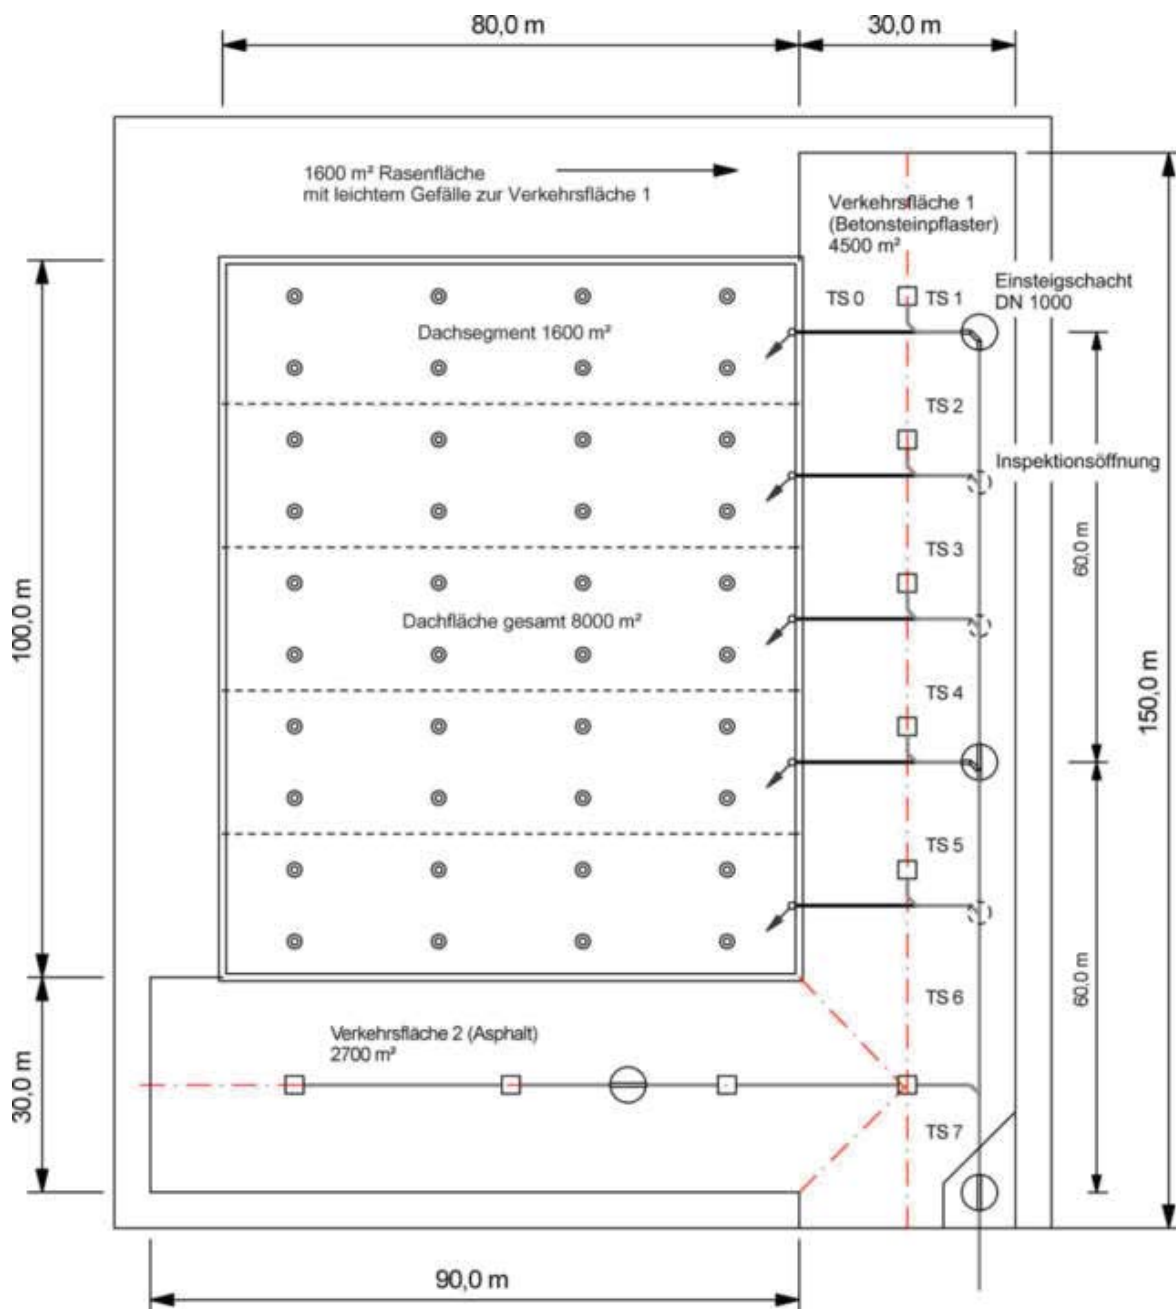 80,0 m
30,0 m
1600 m² Rasenfläche
mit leichtem Gefälle zur Verkehrsfläche 1
Verkehrsfläche 1
(Betonsteinpflaster)
4500 m²
TS 0
TS 1
Einsteigschacht
DN 1000
Dachsegment 1600 m²
TS 2
Inspektionsöffnung
60,0 m
TS 3
100,0 m
Dachfläche gesamt 8000 m²
150,0 m
TS 4
TS 5
60,0 m
TS 6
Verkehrsfläche 2 (Asphalt)
2700 m²
30,0 m
TS 7
90,0 m